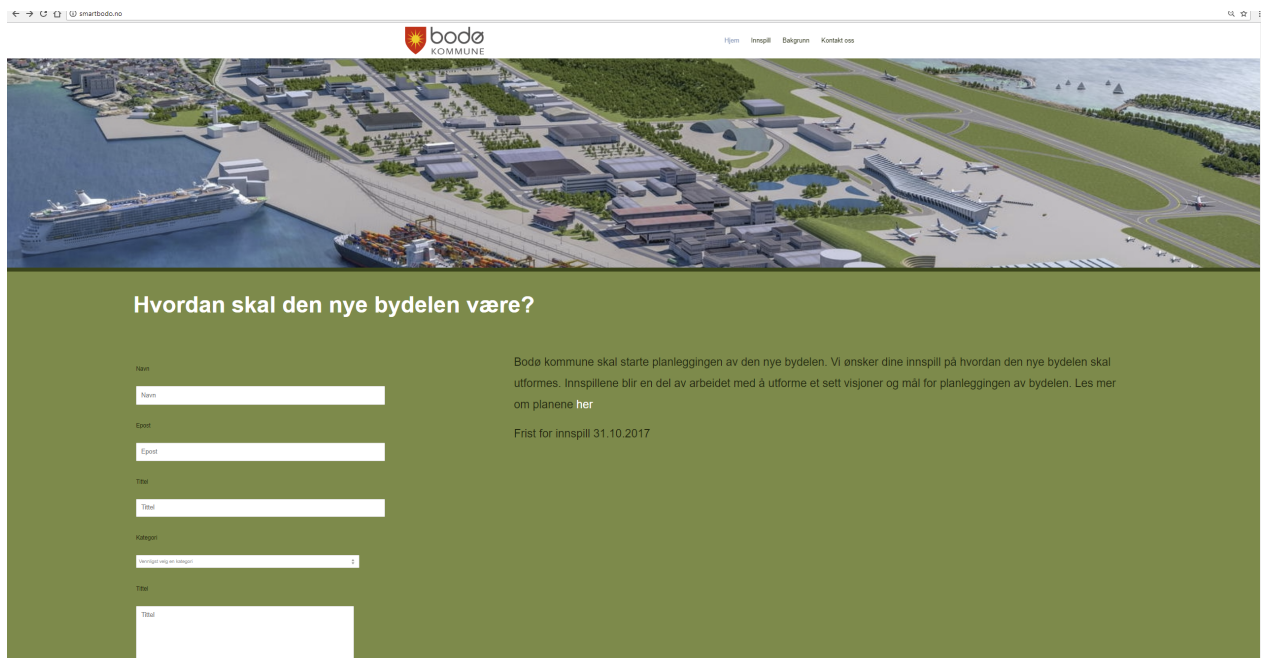 smartbodo.no
bodø
KOMMUNE
Hjem Innspill Bakgrunn Kontakt oss
Hvordan skal den nye bydelen være?
Navn
Navn
Epost
Epost
Tittel
Tittel
Kategori
Vennligst velg en kategori
Tittel
Tittel
Bodø kommune skal starte planleggingen av den nye bydelen. Vi ønsker dine innspill på hvordan den nye bydelen skal
utformes. Innspillene blir en del av arbeidet med å utforme et sett visjoner og mål for planleggingen av bydelen. Les mer
om planene her
Frist for innspill 31.10.2017